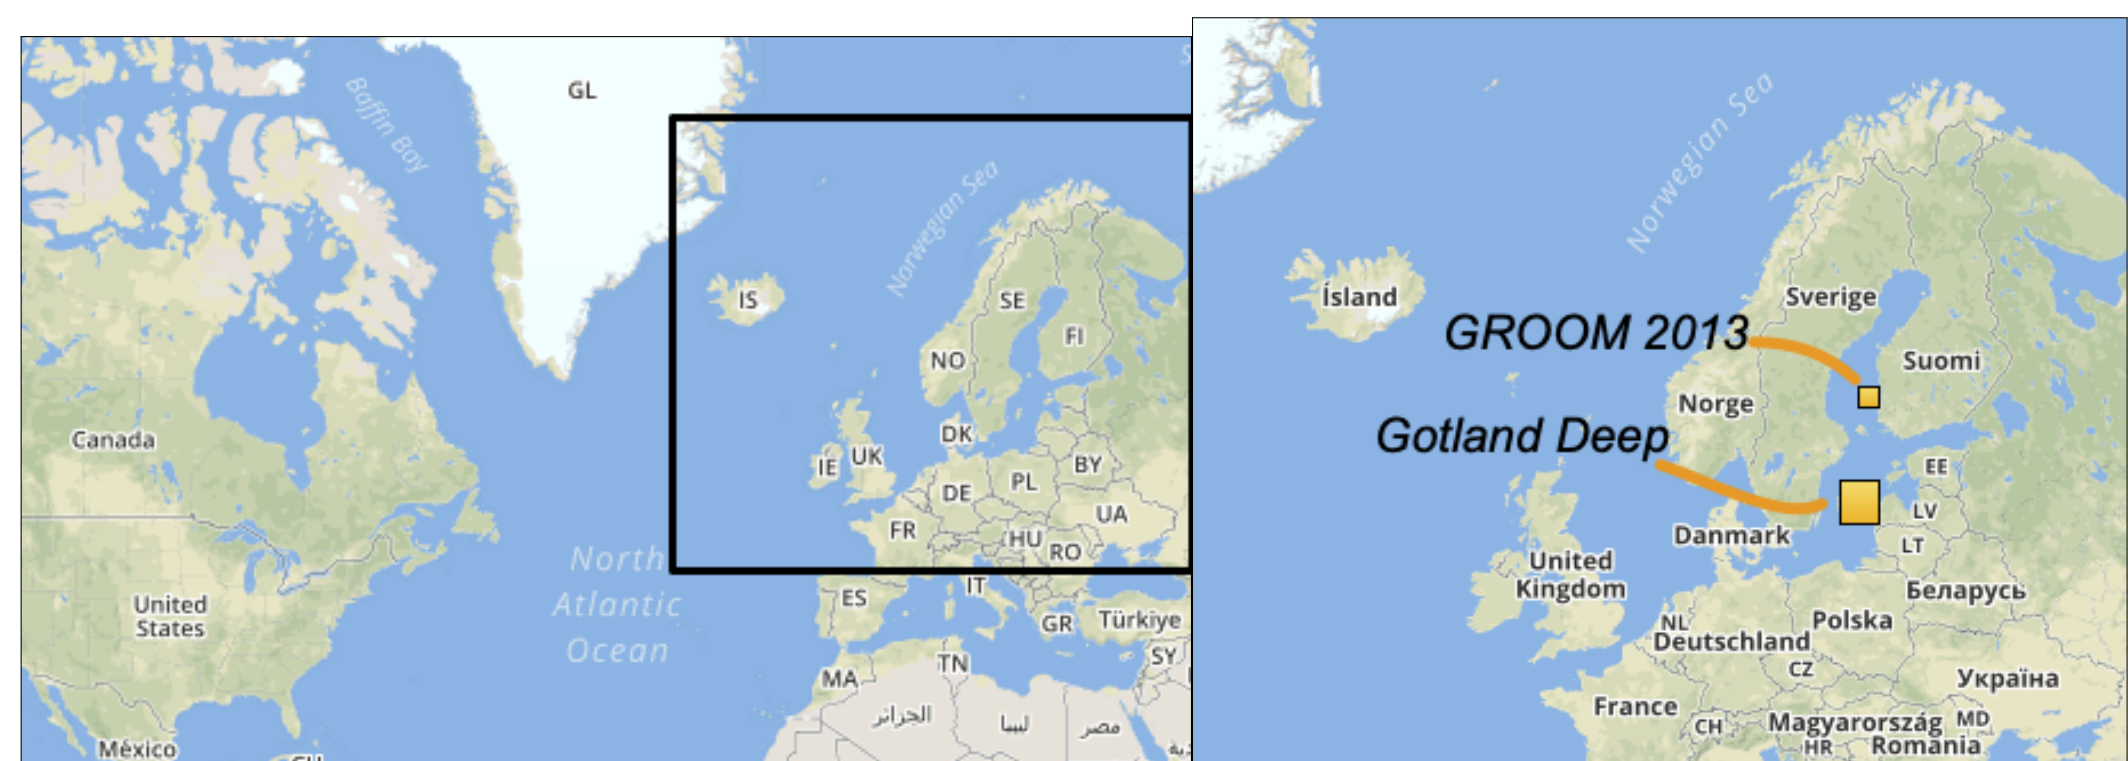 GL
Baffin Bay
Norwegian Sea
IS
SE
FI
NO
DK
IE
UK
BY
PL
DE
UA
FR
HU
RO
Canada
North
Atlantic
Ocean
United
States
ES
IT
GR
Türkiye
SY
MA
TN
الجزائر
ليبيا
مصر
México
Norwegian Sea
Ísland
Sverige
GROOM 2013
Suomi
Norge
Gotland Deep
EE
LV
Danmark
LT
United
Kingdom
Беларусь
NL
Polska
Deutschland
CZ
Україна
France
CH
Magyarország
MD
HR
Romania